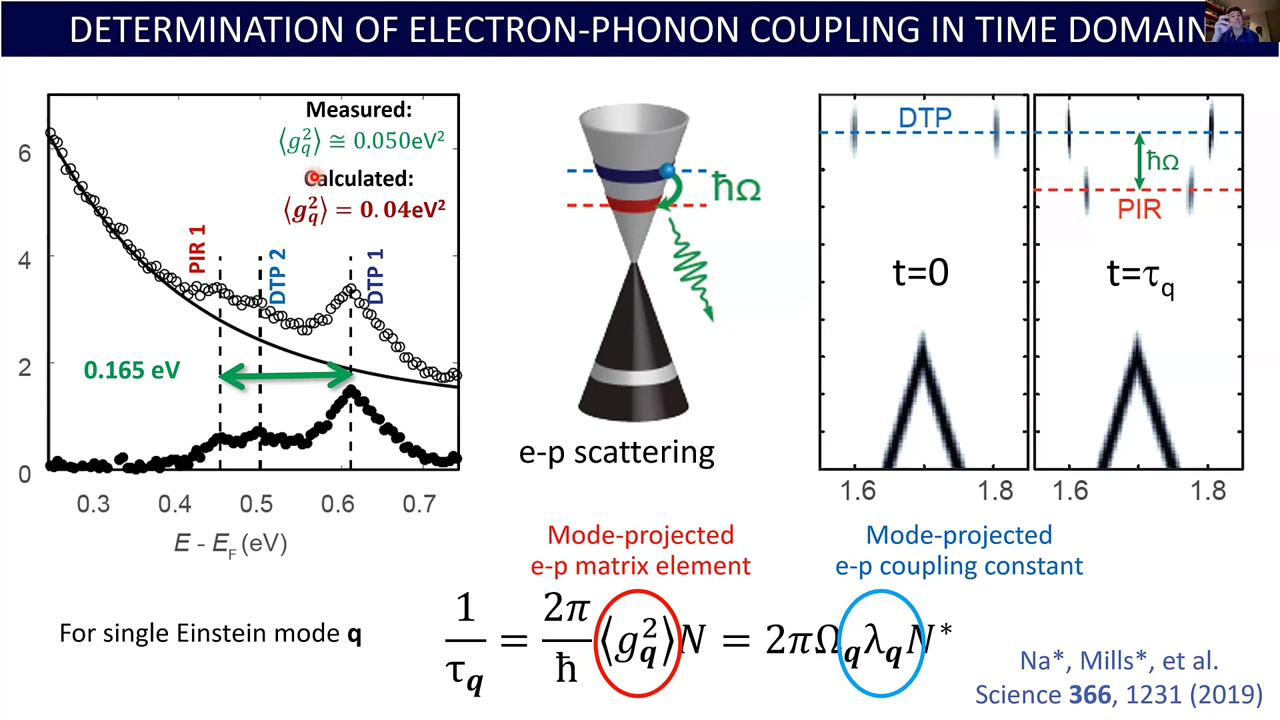 DETERMINATION OF ELECTRON-PHONON COUPLING IN TIME DOMAIN
Measured:
⟨g_q^2⟩ ≅ 0.050eV²
Calculated:
⟨g_q^2⟩ = 0.04eV²
PIR 1
DTP 2
DTP 1
0.165 eV
6
4
2
0
0.3
0.4
0.5
0.6
0.7
E - E_F (eV)
ħΩ
e-p scattering
DTP
t=0
1.6
1.8
ħΩ
PIR
t=τ_q
1.6
1.8
Mode-projected
e-p matrix element
Mode-projected
e-p coupling constant
For single Einstein mode q
1/τ_q = 2π/ħ ⟨g_q^2⟩N = 2πΩ_qλ_qN*
Na*, Mills*, et al.
Science 366, 1231 (2019)